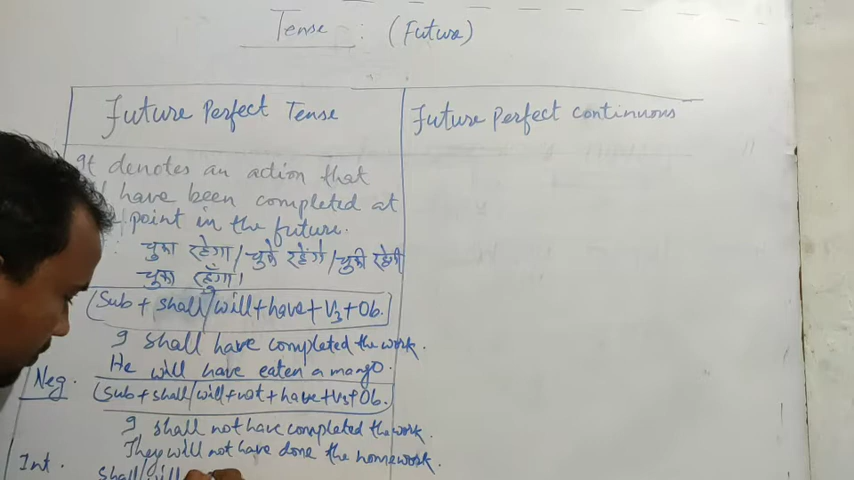 Tense : (Future)
Future Perfect Tense
Future Perfect Continuous
It denotes an action that
have been completed at
point in the future.
चुका रहेगा/चुके रहेंगे/चुकी रहेगी
चुका रहूँगा।
Sub + shall/will+have+V3+Ob.
I shall have completed the work.
He will have eaten a mango.
Neg.
Sub+shall/will+not+have+V3+Ob.
I shall not have completed the work.
They will not have done the homework.
Int.
Shall/will